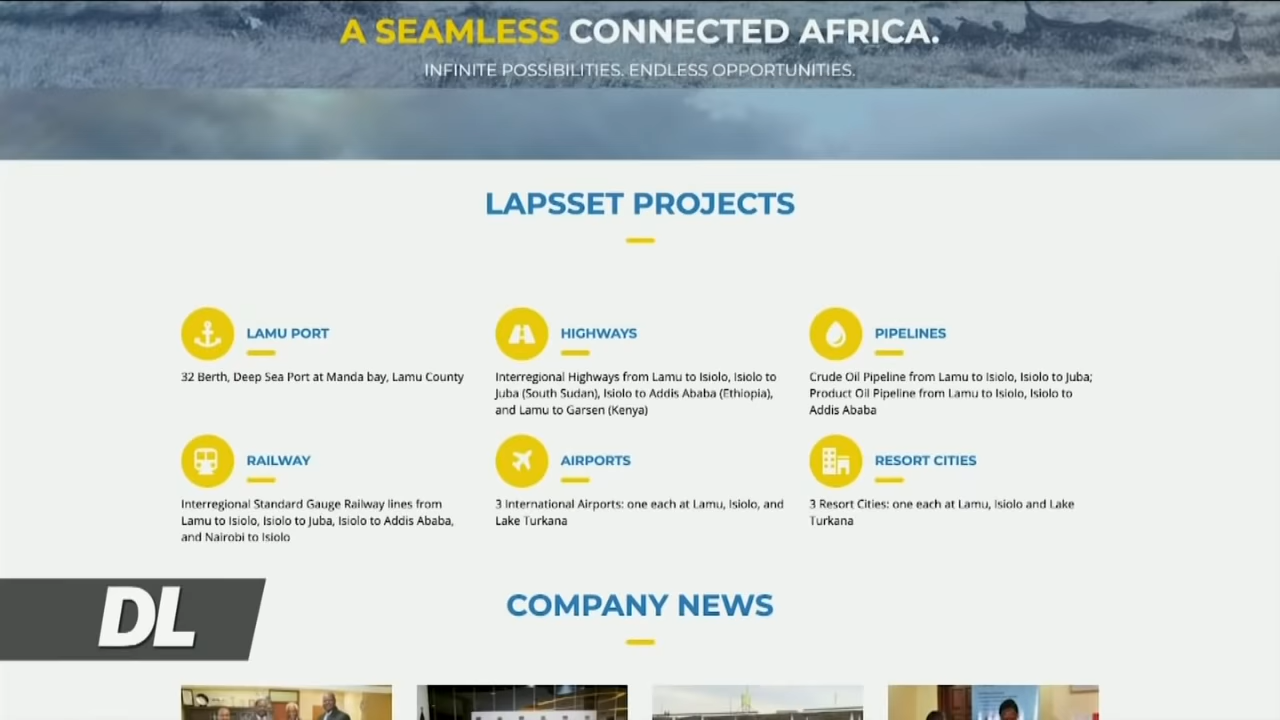 A SEAMLESS CONNECTED AFRICA.
INFINITE POSSIBILITIES. ENDLESS OPPORTUNITIES.
LAPSSET PROJECTS
LAMU PORT
32 Berth, Deep Sea Port at Manda bay, Lamu County
HIGHWAYS
Interregional Highways from Lamu to Isiolo, Isiolo to
Juba (South Sudan), Isiolo to Addis Ababa (Ethiopia),
and Lamu to Garsen (Kenya)
PIPELINES
Crude Oil Pipeline from Lamu to Isiolo, Isiolo to Juba;
Product Oil Pipeline from Lamu to Isiolo, Isiolo to
Addis Ababa
RAILWAY
Interregional Standard Gauge Railway lines from
Lamu to Isiolo, Isiolo to Juba, Isiolo to Addis Ababa,
and Nairobi to Isiolo
AIRPORTS
3 International Airports: one each at Lamu, Isiolo, and
Lake Turkana
RESORT CITIES
3 Resort Cities: one each at Lamu, Isiolo and Lake
Turkana
DL
COMPANY NEWS